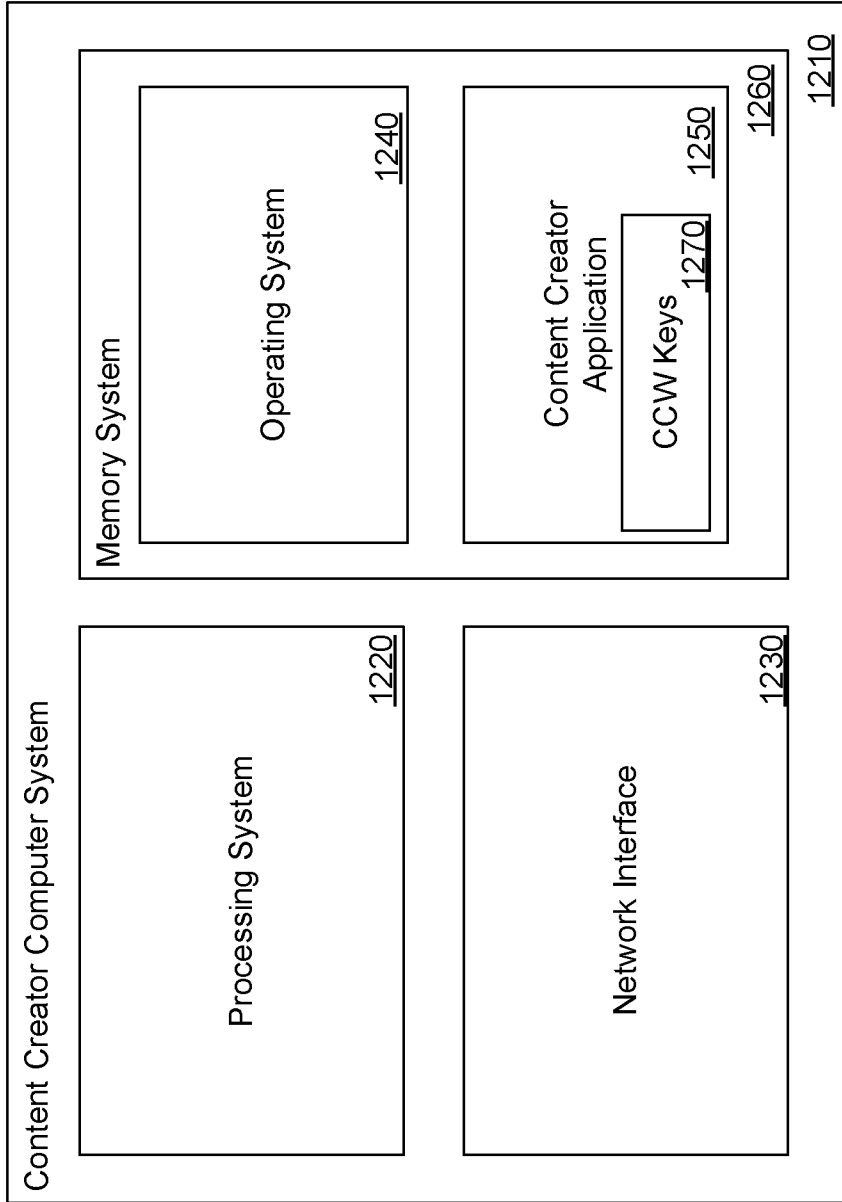 Content Creator Computer System
Processing System
1220
Network Interface
1230
Memory System
Operating System
1240
Content Creator
Application
1250
CCW Keys
1270
1260
1210